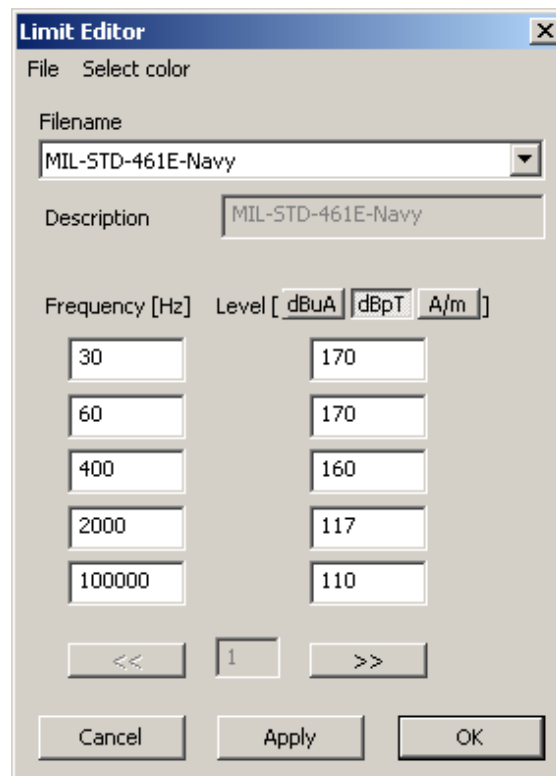 Limit Editor
File Select color
Filename
MIL-STD-461E-Navy
Description MIL-STD-461E-Navy
Frequency [Hz] Level [ dBuA dBpT A/m ]
30 170
60 170
400 160
2000 117
100000 110
<< 1 >>
Cancel Apply OK